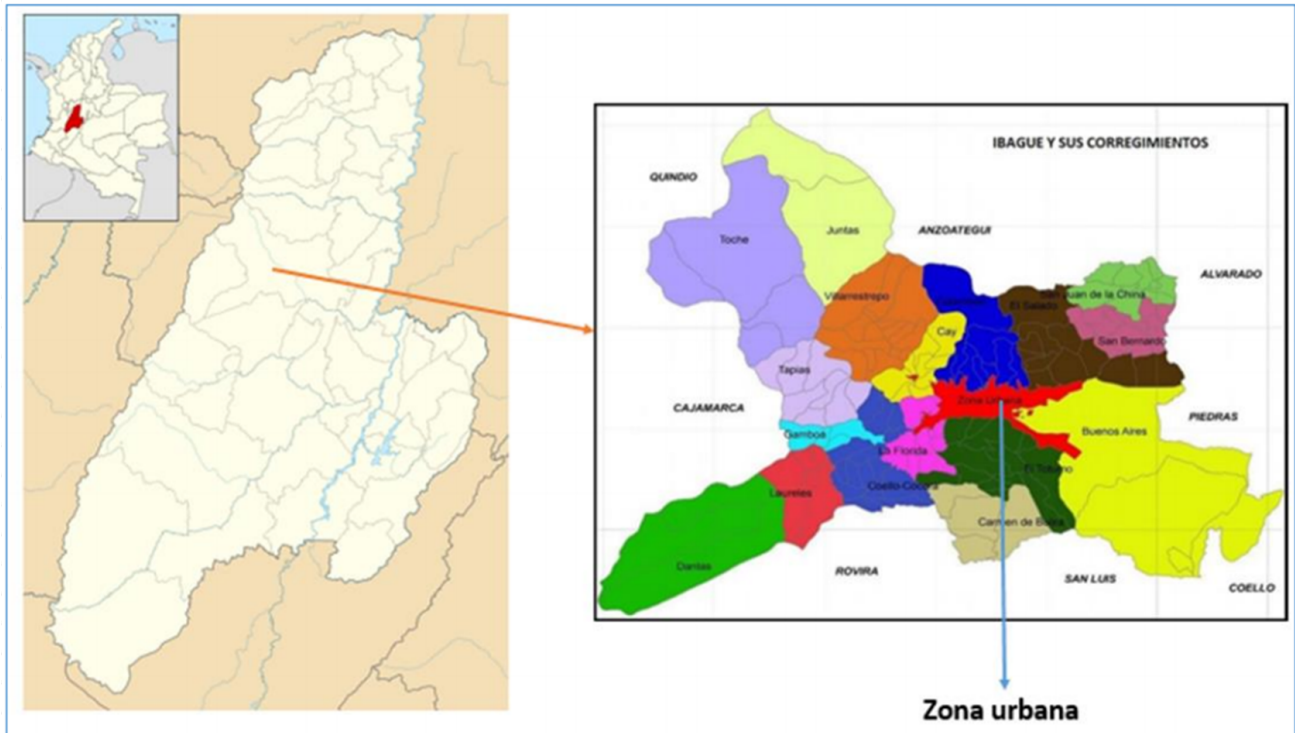 IBAGUE Y SUS CORREGIMIENTOS
QUINDIO
ANZOATEGUI
Toche
Juntas
ALVARADO
Villarrestrepo
El Salado
San Juan de la China
Cay
San Bernardo
Tapias
CAJAMARCA
Zona Urbana
PIEDRAS
Gamboa
Buenos Aires
La Florida
El Totumo
Laureles
Coello-Cocora
Carmen de Bulira
Dantas
ROVIRA
SAN LUIS
COELLO
Zona urbana